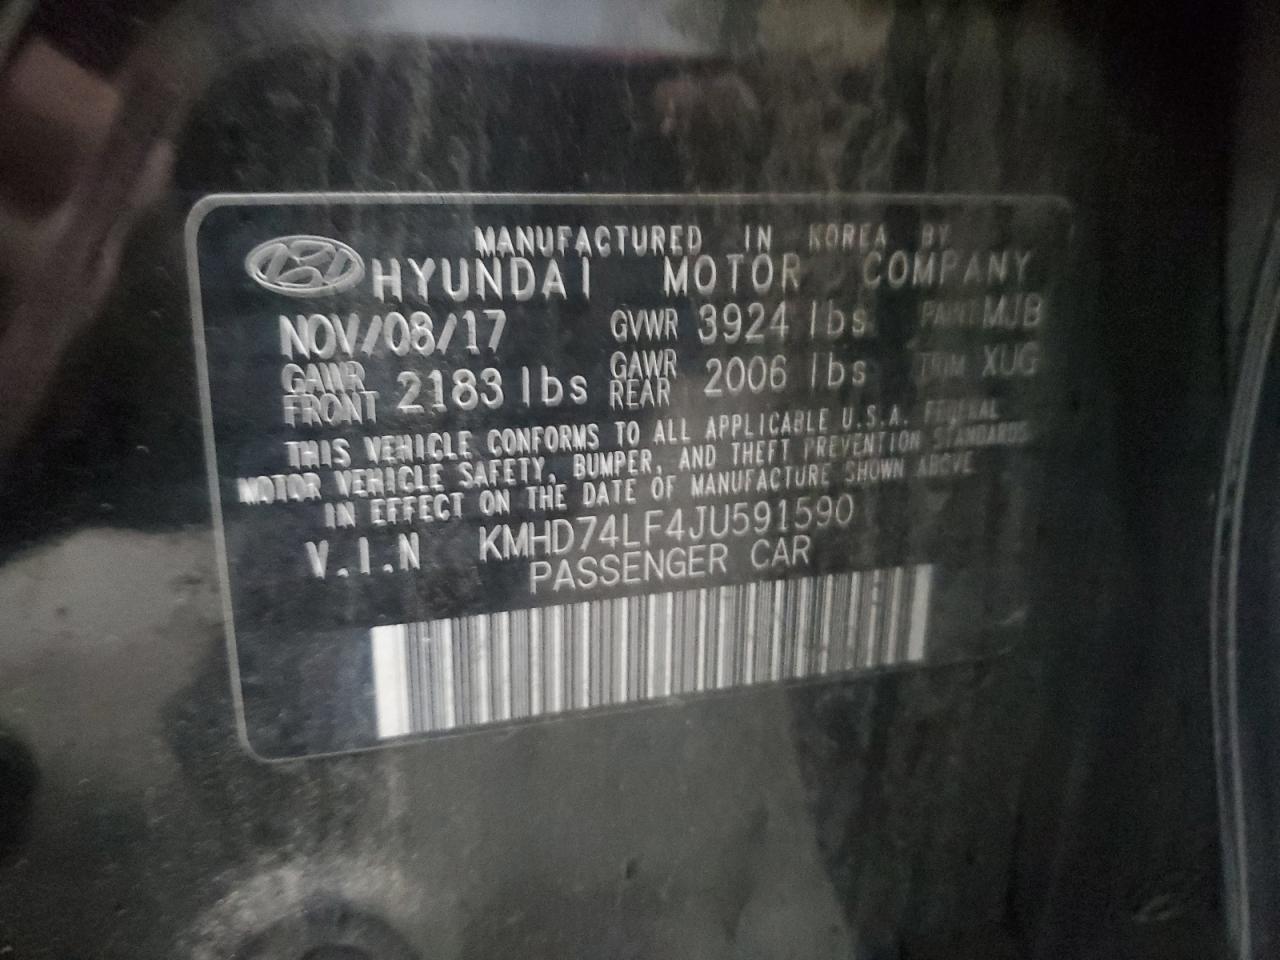 MANUFACTURED IN KOREA BY
HYUNDAI MOTOR COMPANY
NOV/08/17 GVWR 3924 lbs PAINT MJB
GAWR FRONT 2183 lbs GAWR REAR 2006 lbs TRIM XUG
THIS VEHICLE CONFORMS TO ALL APPLICABLE U.S.A. FEDERAL
MOTOR VEHICLE SAFETY, BUMPER, AND THEFT PREVENTION STANDARDS
IN EFFECT ON THE DATE OF MANUFACTURE SHOWN ABOVE
V.I.N KMHD74LF4JU591590
PASSENGER CAR